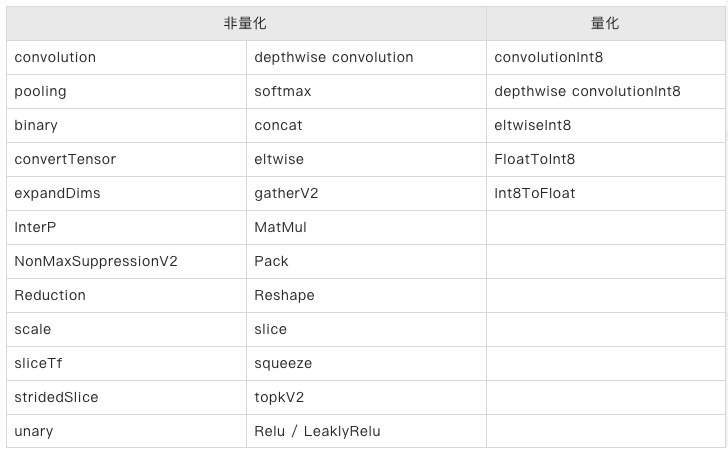 非量化 量化
convolution depthwise convolution convolutionInt8
pooling softmax depthwise convolutionInt8
binary concat eltwiseInt8
convertTensor eltwise FloatToInt8
expandDims gatherV2 Int8ToFloat
InterP MatMul
NonMaxSuppressionV2 Pack
Reduction Reshape
scale slice
sliceTf squeeze
stridedSlice topkV2
unary Relu / LeaklyRelu